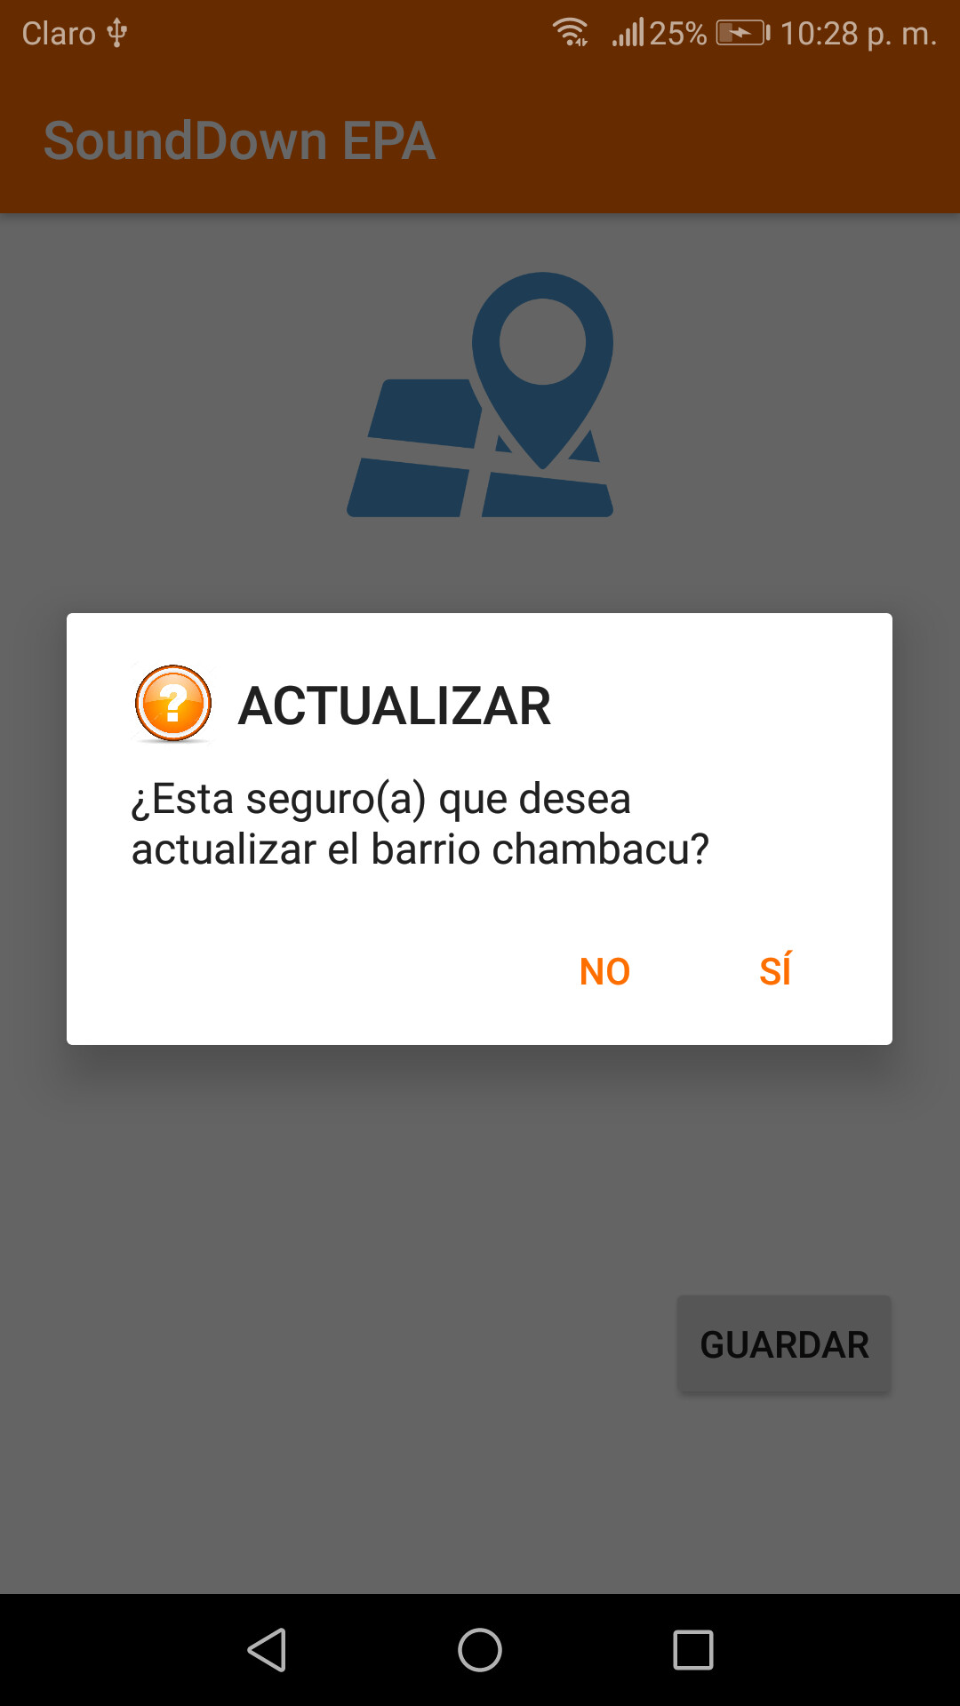 Claro 25% 10:28 p. m.
SoundDown EPA
ACTUALIZAR
¿Esta seguro(a) que desea
actualizar el barrio chambacu?
NO SÍ
GUARDAR